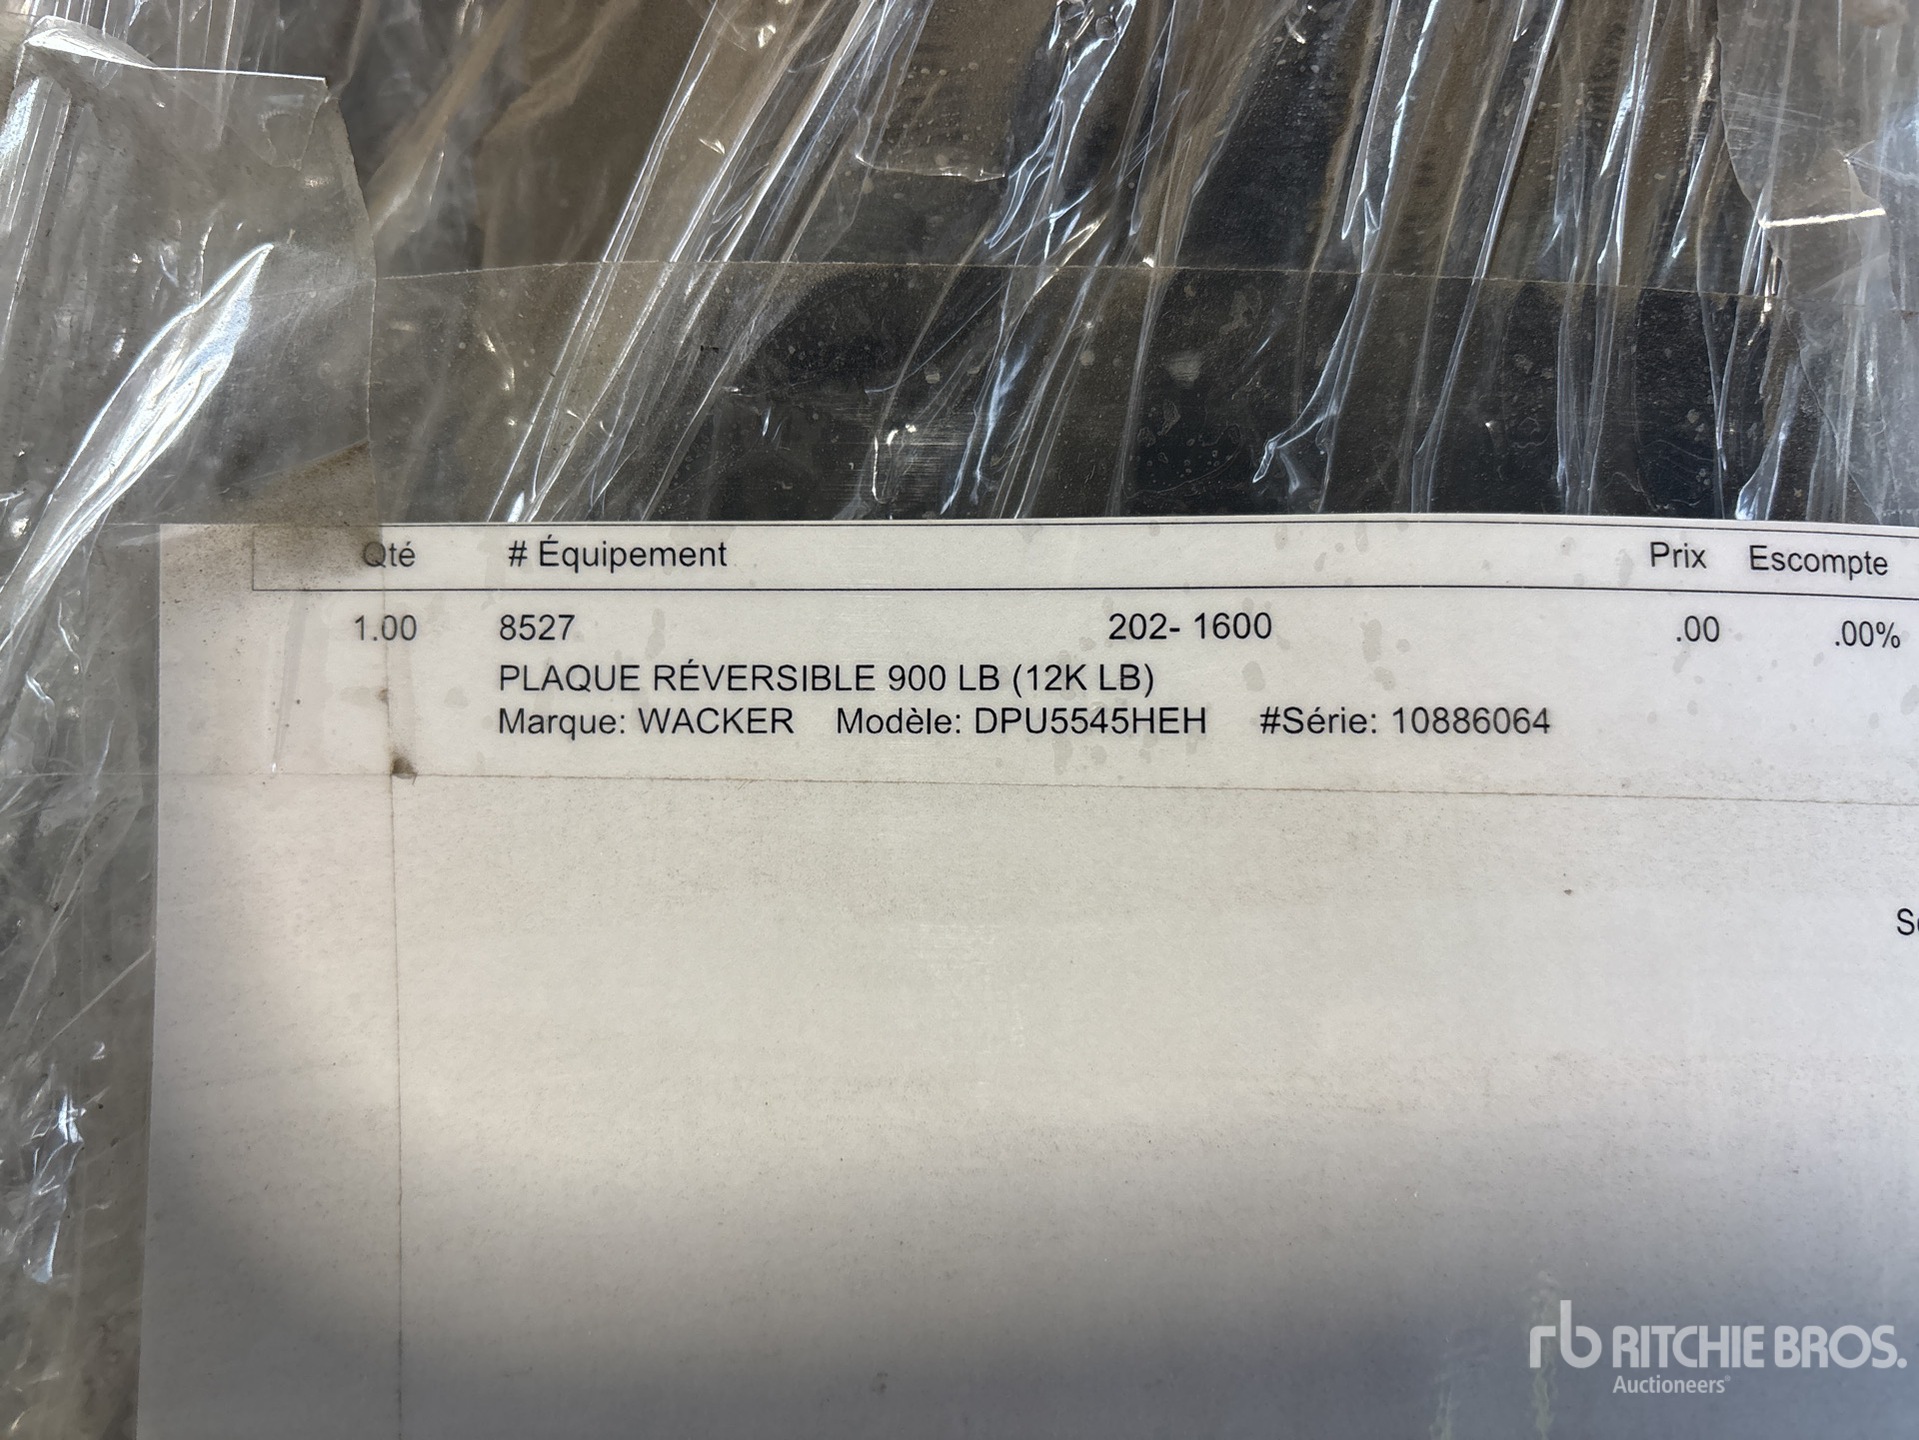 Qté # Équipement Prix Escompte
1.00 8527 202- 1600 .00 .00%
PLAQUE RÉVERSIBLE 900 LB (12K LB)
Marque: WACKER Modèle: DPU5545HEH #Série: 10886064
rb RITCHIE BROS.
Auctioneers